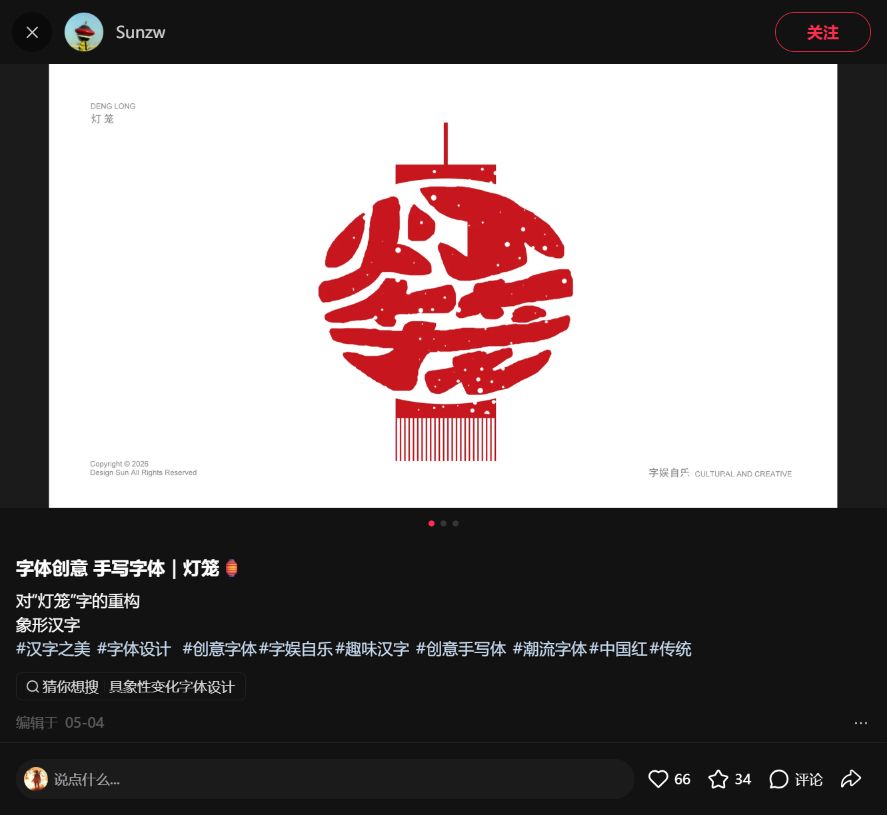 Sunzw
关注
DENG LONG
灯 笼
灯笼
Copyright © 2026
Design Sun All Rights Reserved
字娱自乐 CULTURAL AND CREATIVE
字体创意 手写字体｜灯笼
对“灯笼”字的重构
象形汉字
#汉字之美 #字体设计 #创意字体 #字娱自乐 #趣味汉字 #创意手写体 #潮流字体 #中国红 #传统
猜你想搜 具象性变化字体设计
编辑于 05-04
说点什么...
66
34
评论